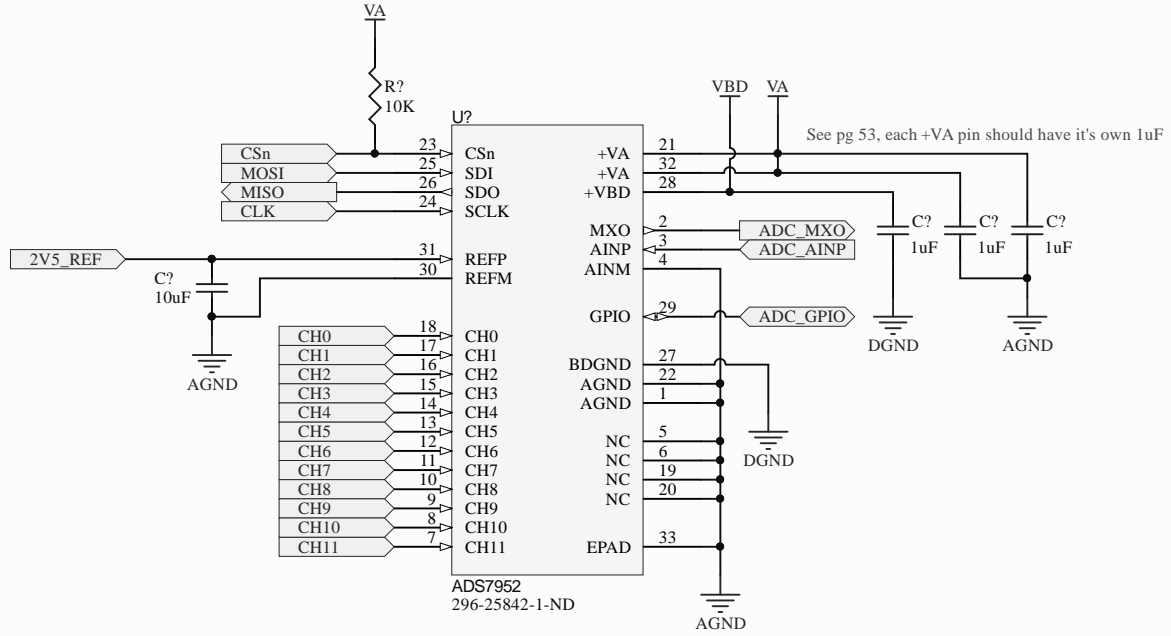 VA
R?
10K
VBD
VA
See pg 53, each +VA pin should have it's own 1uF
U?
CSn
23
CSn
+VA
21
MOSI
25
SDI
+VA
32
MISO
26
SDO
+VBD
28
CLK
24
SCLK
MXO
2
ADC_MXO
AINP
3
ADC_AINP
AINM
4
C?
1uF
C?
1uF
C?
1uF
2V5_REF
31
REFP
30
REFM
C?
10uF
AGND
GPIO
29
ADC_GPIO
DGND
AGND
CH0
18
CH0
CH1
17
CH1
CH2
16
CH2
CH3
15
CH3
CH4
14
CH4
CH5
13
CH5
CH6
12
CH6
CH7
11
CH7
CH8
10
CH8
CH9
9
CH9
CH10
8
CH10
CH11
7
CH11
BDGND
27
AGND
22
AGND
1
DGND
NC
5
NC
6
NC
19
NC
20
EPAD
33
AGND
ADS7952
296-25842-1-ND